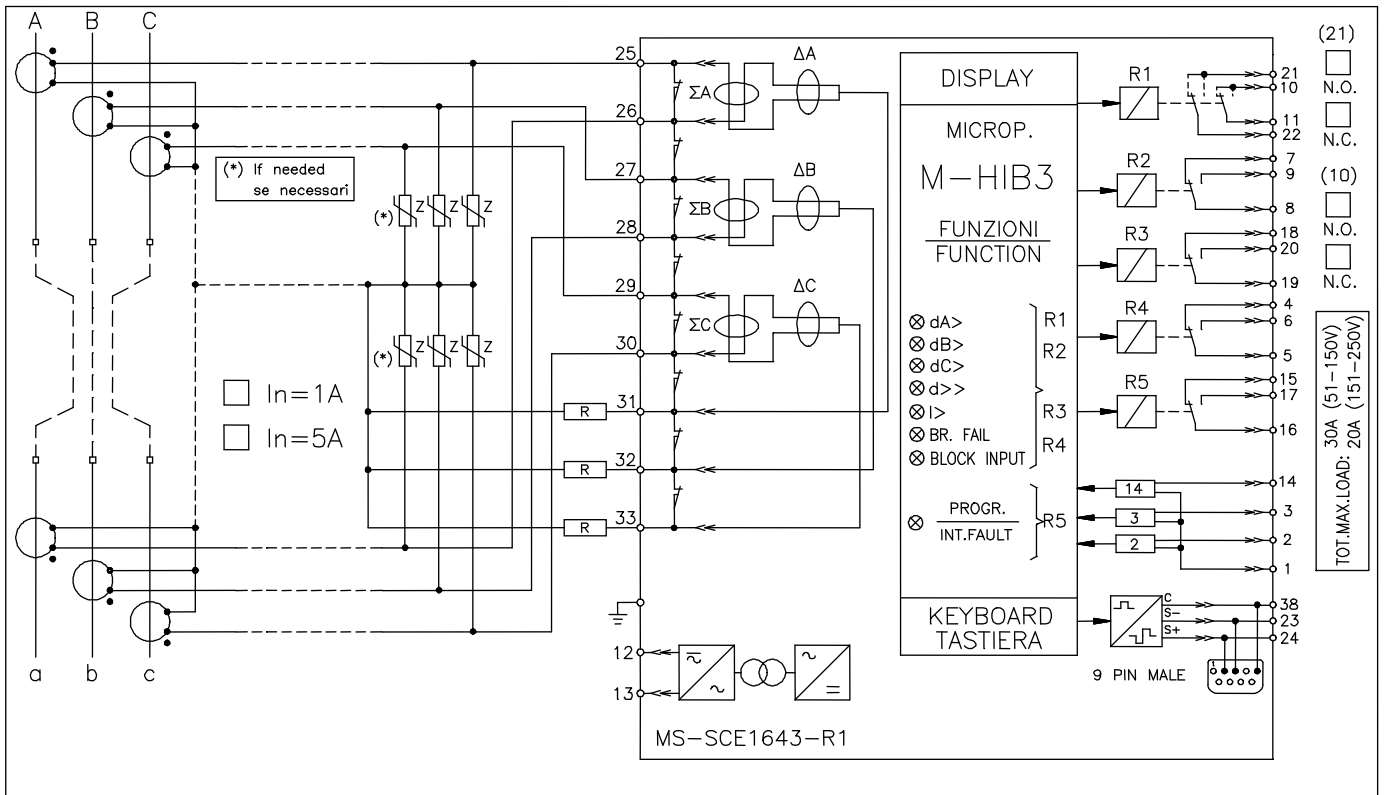 A B C
(*) If needed
se necessari
(*)
Z Z Z
(*)
Z Z Z
In=1A
In=5A
R
R
R
a b c
25
26
27
28
29
30
31
32
33
12
13
ΣA
ΔA
ΣB
ΔB
ΣC
ΔC
~
~
~
=
MS-SCE1643-R1
DISPLAY
MICROP.
M-HIB3
FUNZIONI
FUNCTION
dA>
dB>
dC>
d>>
I>
BR. FAIL
BLOCK INPUT
R1
R2
R3
R4
PROGR.
INT.FAULT
R5
KEYBOARD
TASTIERA
R1
R2
R3
R4
R5
14
3
2
C
S-
S+
9 PIN MALE
1
21
10
11
22
7
9
8
18
20
19
4
6
5
15
17
16
14
3
2
1
38
23
24
(21)
N.O.
N.C.
(10)
N.O.
N.C.
TOT.MAX.LOAD: 30A (51-150V)
20A (151-250V)